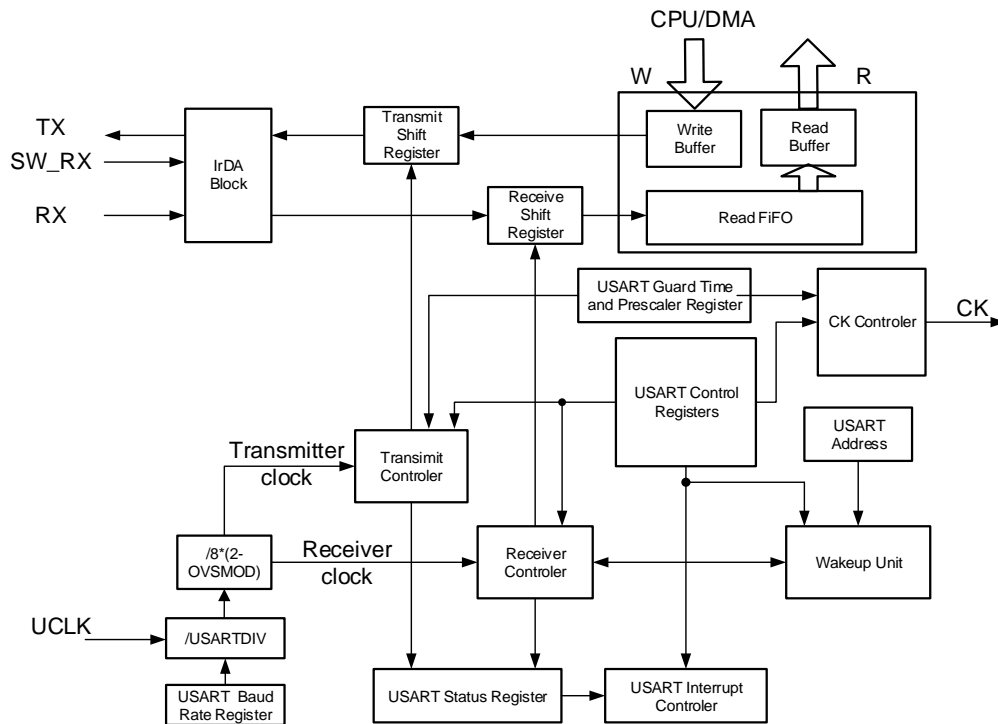 CPU/DMA
W
R
TX
SW_RX
RX
IrDA
Block
Transmit
Shift
Register
Write
Buffer
Read
Buffer
Receive
Shift
Register
Read FiFO
USART Guard Time
and Prescaler Register
CK Controler
CK
USART Control
Registers
USART
Address
Transmitter
clock
Transimit
Controler
/8*(2-
OVSMOD)
Receiver
clock
Receiver
Controler
Wakeup Unit
UCLK
/USARTDIV
USART Baud
Rate Register
USART Status Register
USART Interrupt
Controler